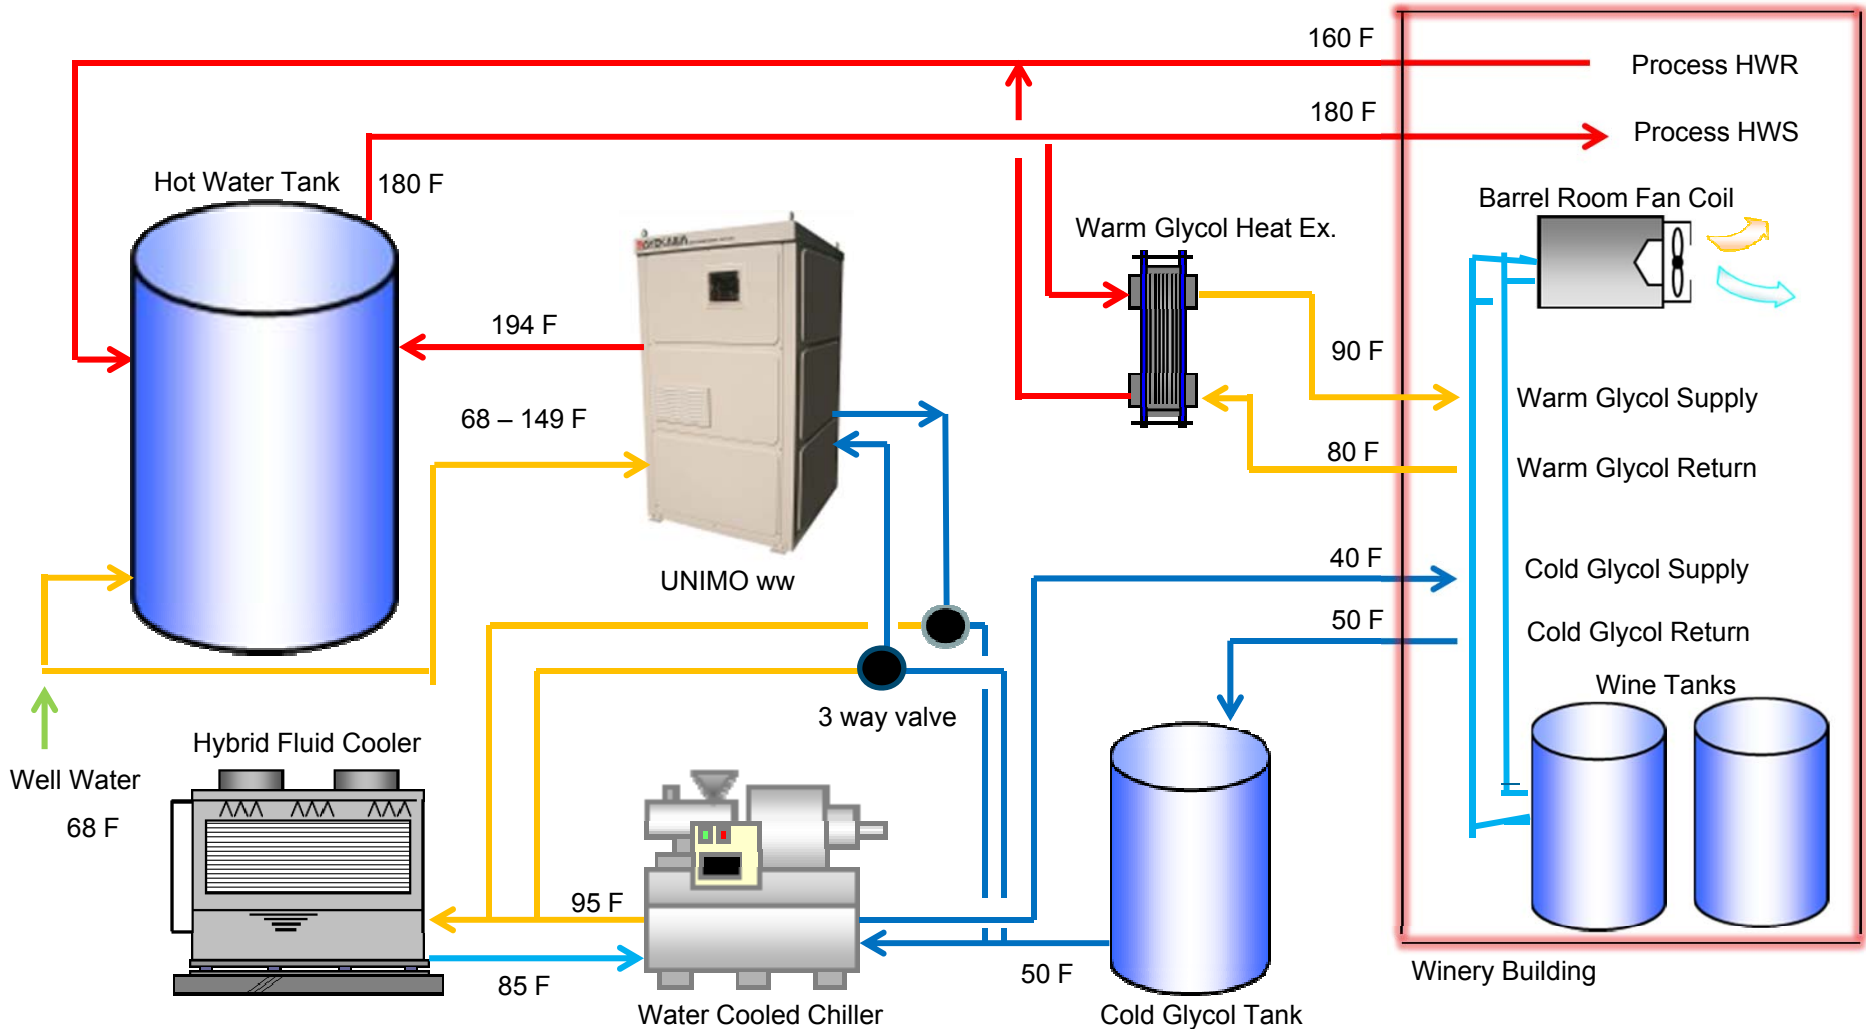 160 F
Process HWR
180 F
Process HWS
Hot Water Tank
180 F
Barrel Room Fan Coil
Warm Glycol Heat Ex.
194 F
90 F
68 – 149 F
Warm Glycol Supply
80 F
Warm Glycol Return
40 F
Cold Glycol Supply
UNIMO ww
50 F
Cold Glycol Return
Wine Tanks
3 way valve
Hybrid Fluid Cooler
Well Water
68 F
95 F
85 F
50 F
Winery Building
Water Cooled Chiller
Cold Glycol Tank